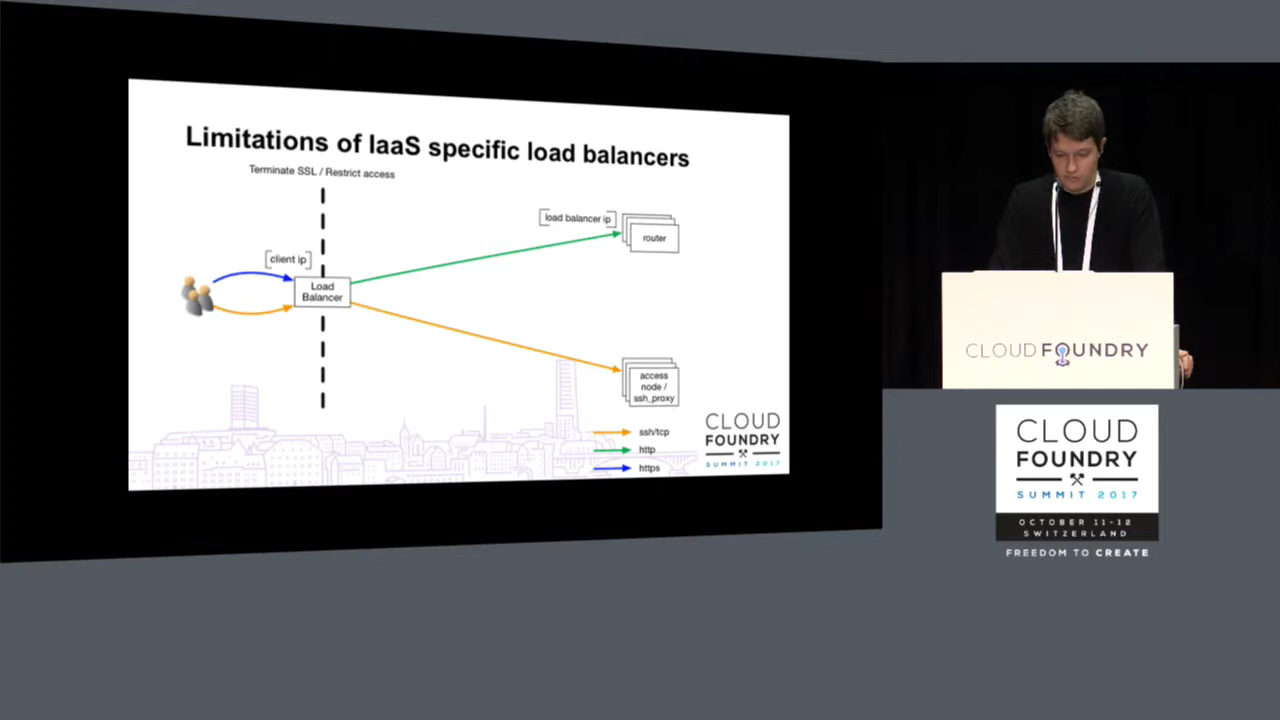 Limitations of IaaS specific load balancers
Terminate SSL / Restrict access
load balancer ip
router
client ip
Load
Balancer
access
node /
ssh_proxy
ssh/tcp
http
https
CLOUD
FOUNDRY
SUMMIT 2017
CLOUD FOUNDRY
CLOUD
FOUNDRY
SUMMIT 2017
OCTOBER 11-12
SWITZERLAND
FREEDOM TO CREATE